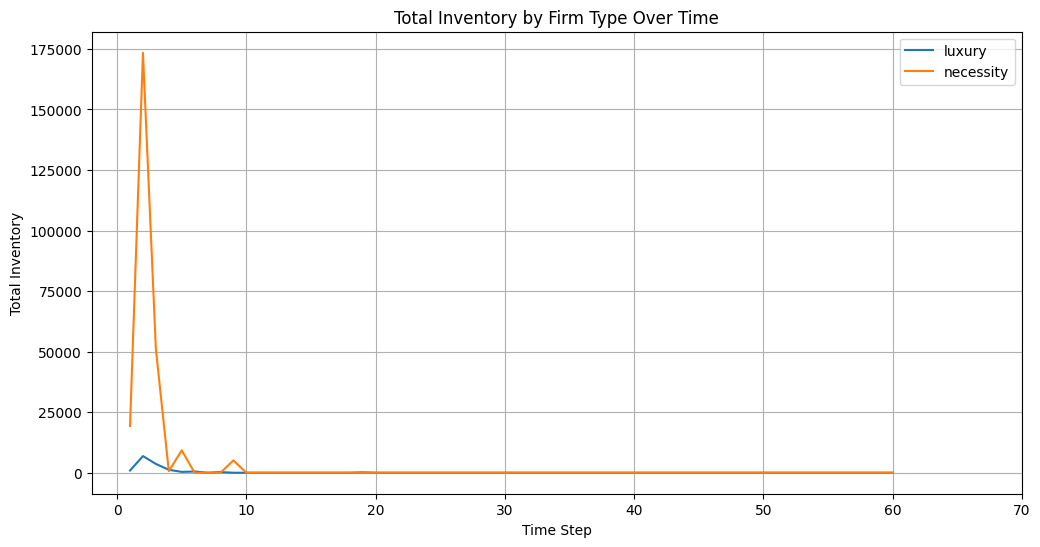 Total Inventory by Firm Type Over Time
luxury
necessity
175000
150000
125000
100000
75000
50000
25000
0
Total Inventory
0 10 20 30 40 50 60 70
Time Step